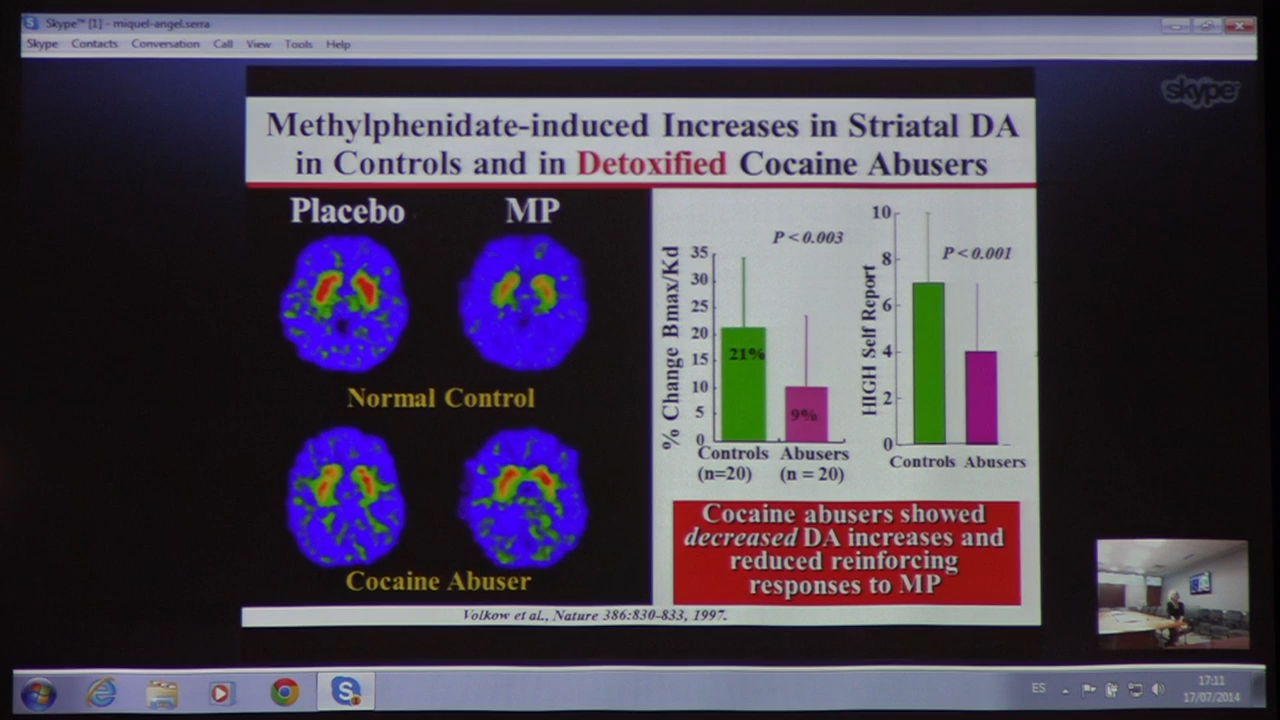 Skype™ [1] - miquel-angel.serra
Skype Contacts Conversation Call View Tools Help
skype
Methylphenidate-induced Increases in Striatal DA
in Controls and in Detoxified Cocaine Abusers
Placebo MP
Normal Control
Cocaine Abuser
% Change Bmax/Kd
35
30
25
20
15
10
5
0
P < 0.003
21%
9%
Controls Abusers
(n=20) (n = 20)
HIGH Self Report
10
8
6
4
2
0
P < 0.001
Controls Abusers
Cocaine abusers showed
decreased DA increases and
reduced reinforcing
responses to MP
Volkow et al., Nature 386:830-833, 1997.
ES
17:11
17/07/2014